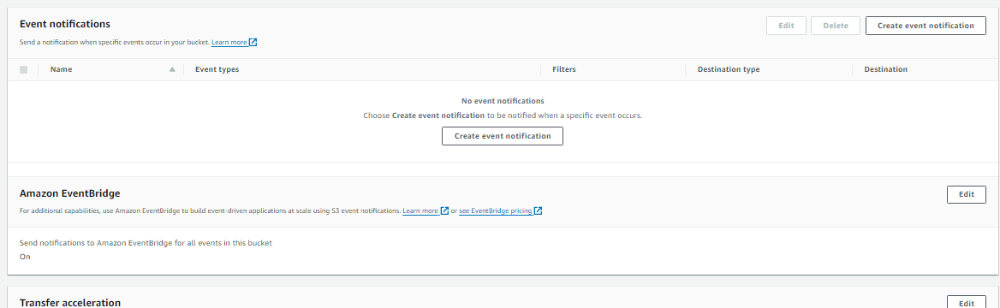 Event notifications
Edit
Delete
Create event notification
Send a notification when specific events occur in your bucket. Learn more
Name
Event types
Filters
Destination type
Destination
No event notifications
Choose Create event notification to be notified when a specific event occurs.
Create event notification
Amazon EventBridge
Edit
For additional capabilities, use Amazon EventBridge to build event-driven applications at scale using S3 event notifications. Learn more or see EventBridge pricing
Send notifications to Amazon EventBridge for all events in this bucket
On
Transfer acceleration
Edit